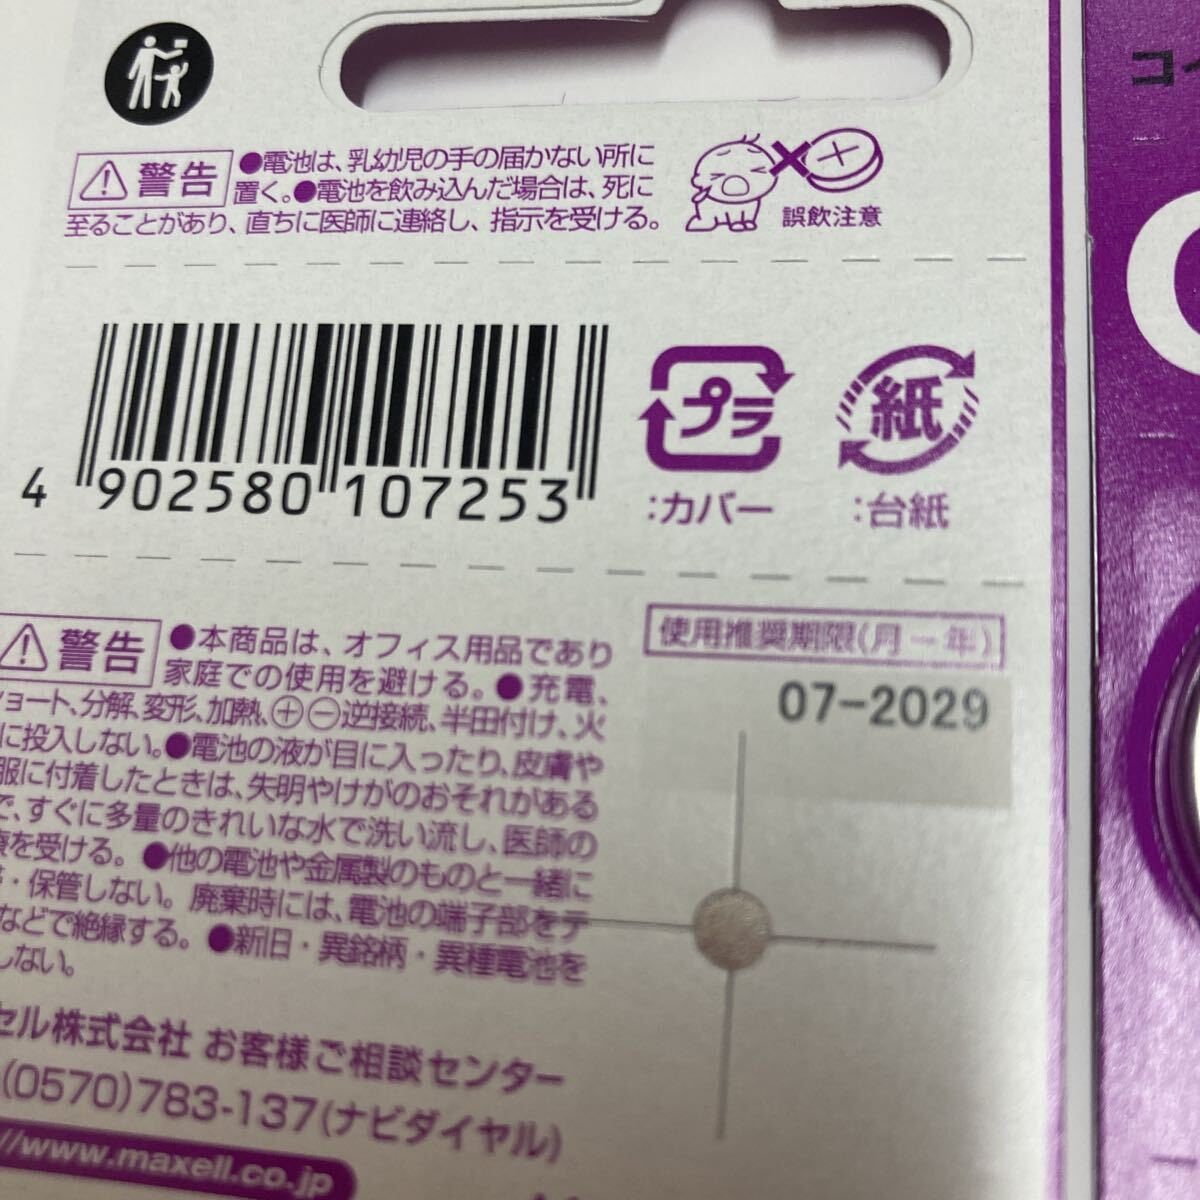 ⚠警告 ●電池は、乳幼児の手の届かない所に
置く。●電池を飲み込んだ場合は、死に
至ることがあり、直ちに医師に連絡し、指示を受ける。
誤飲注意
4 902580 107253
プラ
:カバー
紙
:台紙
⚠警告 ●本商品は、オフィス用品であり
家庭での使用を避ける。●充電、
ショート、分解、変形、加熱、⊕⊖逆接続、半田付け、火
に投入しない。●電池の液が目に入ったり、皮膚や
服に付着したときは、失明やけがのおそれがある
で、すぐに多量のきれいな水で洗い流し、医師の
療を受ける。●他の電池や金属製のものと一緒に
・保管しない。廃棄時には、電池の端子部をテ
などで絶縁する。●新旧・異銘柄・異種電池を
しない。
使用推奨期限(月－年)
07-2029
セル株式会社 お客様ご相談センター
(0570)783-137(ナビダイヤル)
//www.maxell.co.jp
コイ
C